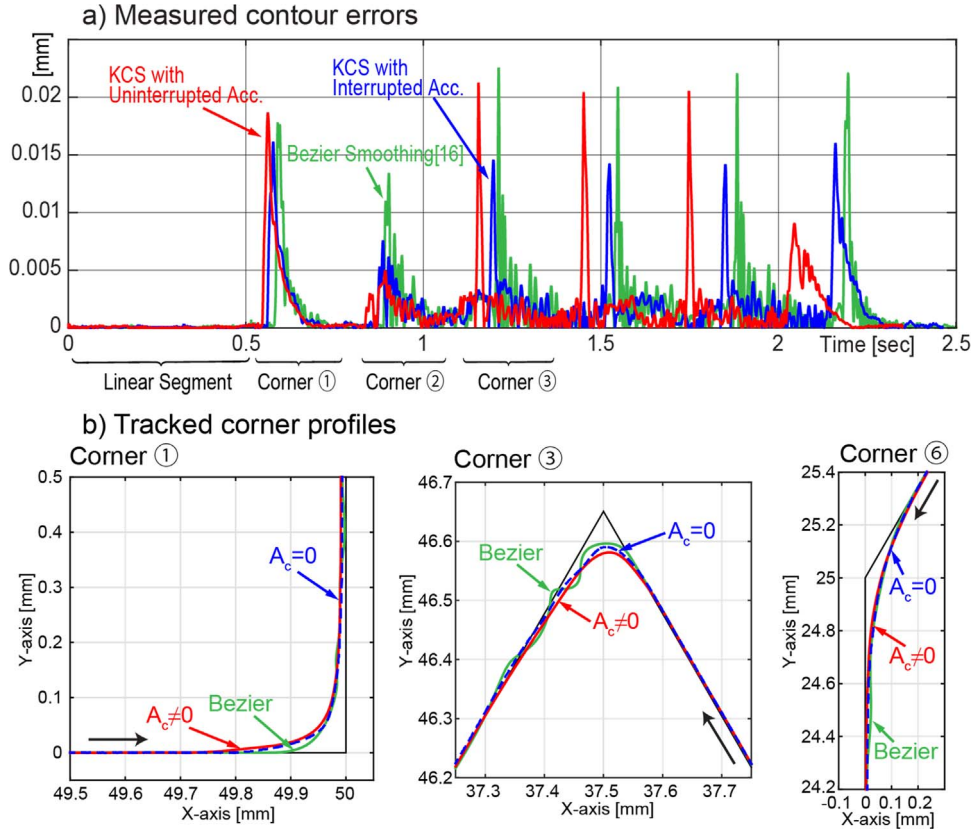 a) Measured contour errors
[mm]
KCS with
Uninterrupted Acc.
KCS with
Interrupted Acc.
Bezier Smoothing[16]
0.02
0.015
0.01
0.005
0
0 0.5 1 1.5 2 2.5
Time [sec]
Linear Segment Corner ① Corner ② Corner ③
b) Tracked corner profiles
Corner ①
0.5
0.4
0.3
0.2
0.1
0
Y-axis [mm]
A_c=0
Bezier
A_c≠0
49.5 49.6 49.7 49.8 49.9 50
X-axis [mm]
Corner ③
46.7
46.6
46.5
46.4
46.3
46.2
Y-axis [mm]
Bezier
A_c=0
A_c≠0
37.3 37.4 37.5 37.6 37.7
X-axis [mm]
Corner ⑥
25.4
25.2
25
24.8
24.6
24.4
24.2
Y-axis [mm]
A_c=0
A_c≠0
Bezier
-0.1 0 0.1 0.2
X-axis [mm]